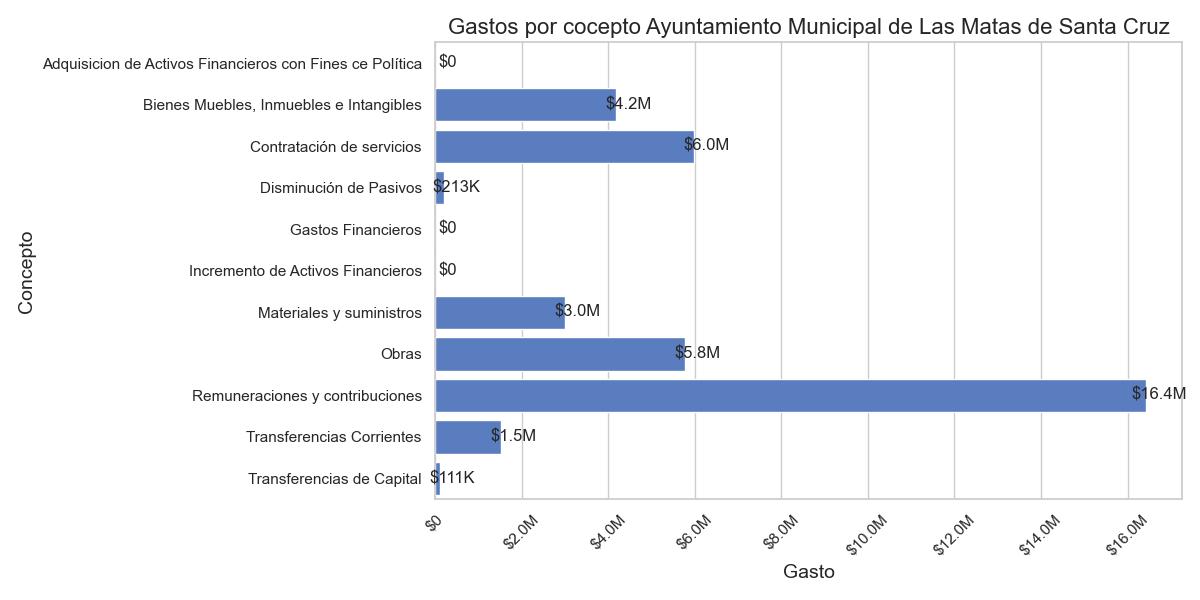 Gastos por cocepto Ayuntamiento Municipal de Las Matas de Santa Cruz
Concepto
Adquisicion de Activos Financieros con Fines ce Política $0
Bienes Muebles, Inmuebles e Intangibles $4.2M
Contratación de servicios $6.0M
Disminución de Pasivos $213K
Gastos Financieros $0
Incremento de Activos Financieros $0
Materiales y suministros $3.0M
Obras $5.8M
Remuneraciones y contribuciones $16.4M
Transferencias Corrientes $1.5M
Transferencias de Capital $111K
$0 $2.0M $4.0M $6.0M $8.0M $10.0M $12.0M $14.0M $16.0M
Gasto